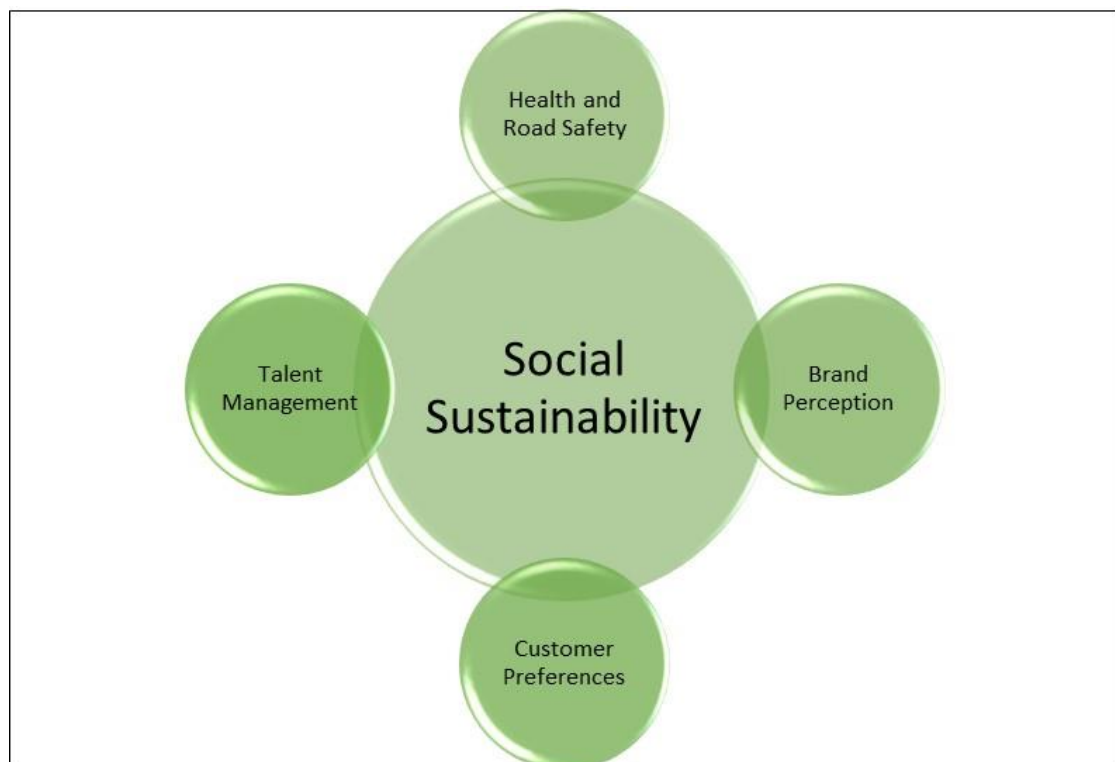 Health and
Road Safety
Talent
Management
Social
Sustainability
Brand
Perception
Customer
Preferences